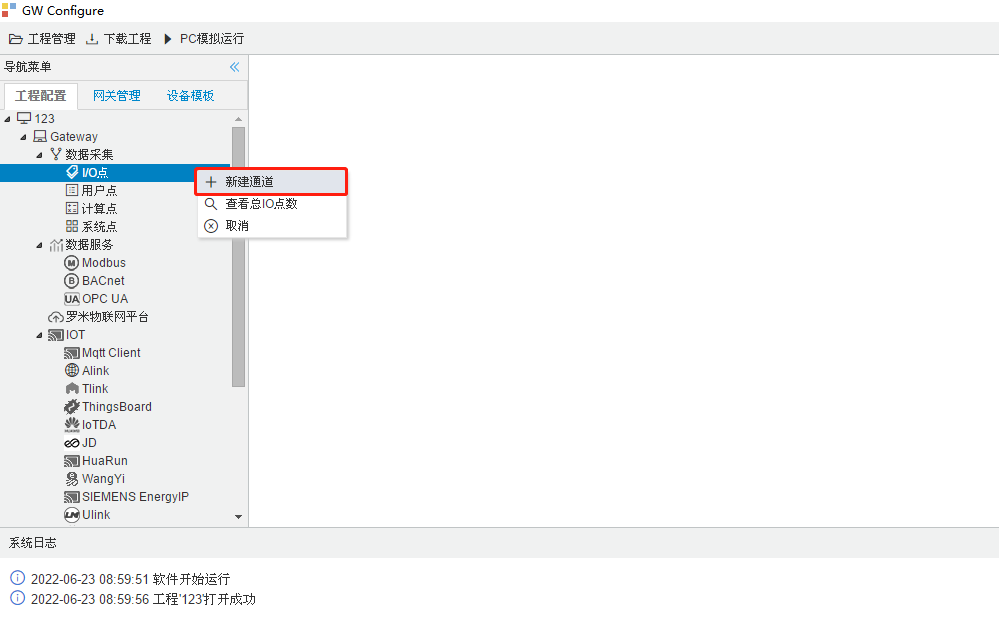 GW Configure
工程管理 下载工程 PC模拟运行
导航菜单
工程配置 网关管理 设备模板
123
Gateway
数据采集
I/O点
新建通道
用户点
查看总IO点数
计算点
取消
系统点
数据服务
M Modbus
B BACnet
UA OPC UA
罗米物联网平台
IOT
Mqtt Client
Alink
Tlink
ThingsBoard
IoTDA
JD
HuaRun
WangYi
SIEMENS EnergyIP
Ulink
系统日志
2022-06-23 08:59:51 软件开始运行
2022-06-23 08:59:56 工程'123'打开成功